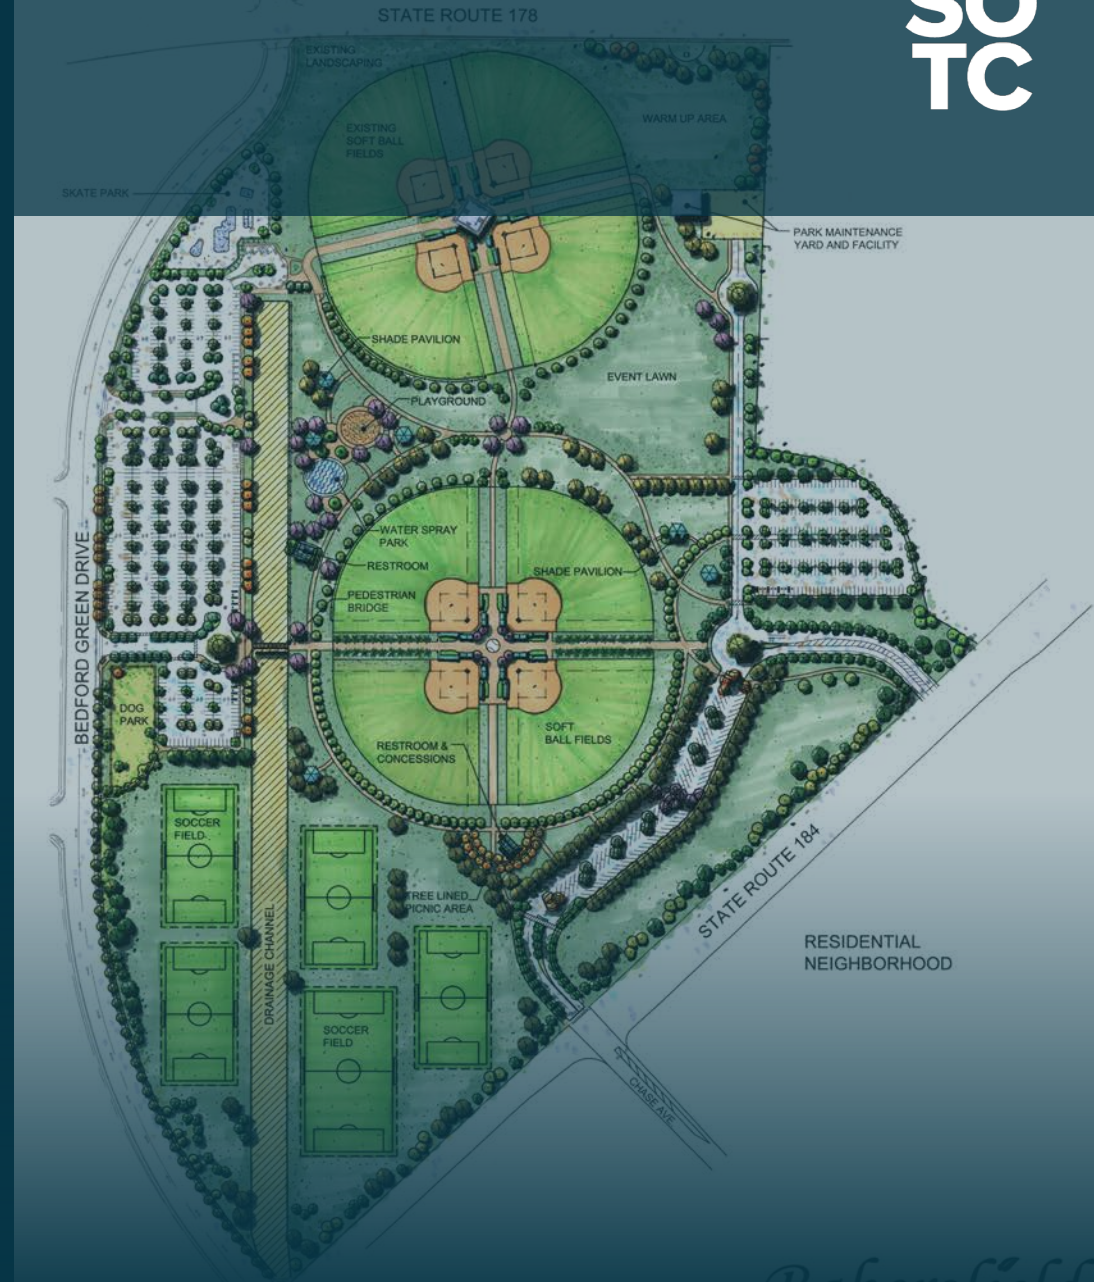 STATE ROUTE 178
SO
TC
EXISTING
LANDSCAPING
EXISTING
SOFT BALL
FIELDS
WARM UP AREA
SKATE PARK
PARK MAINTENANCE
YARD AND FACILITY
SHADE PAVILION
EVENT LAWN
PLAYGROUND
WATER SPRAY
PARK
RESTROOM
SHADE PAVILION
PEDESTRIAN
BRIDGE
BEDFORD GREEN DRIVE
DOG
PARK
SOFT
BALL FIELDS
RESTROOM &
CONCESSIONS
SOCCER
FIELD
TREE LINED
PICNIC AREA
STATE ROUTE 184
DRAINAGE CHANNEL
RESIDENTIAL
NEIGHBORHOOD
SOCCER
FIELD
CHASE AVE